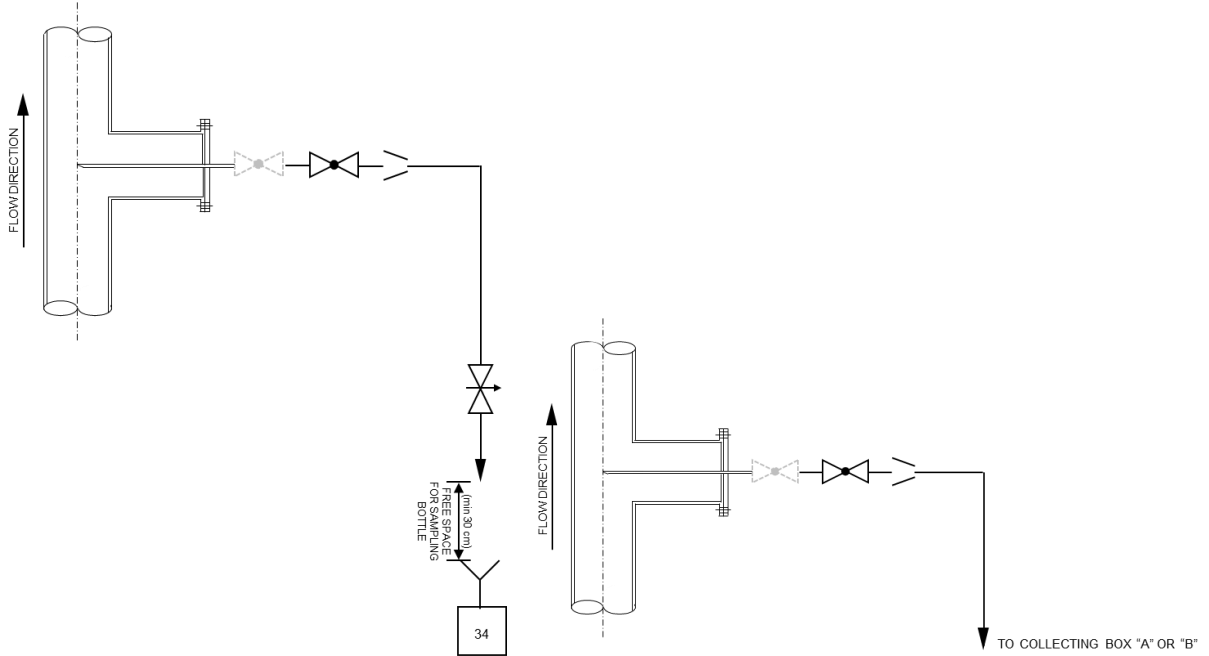 FLOW DIRECTION
(min 30 cm)
FREE SPACE
FOR SAMPLING
BOTTLE
34
FLOW DIRECTION
TO COLLECTING BOX "A" OR "B"